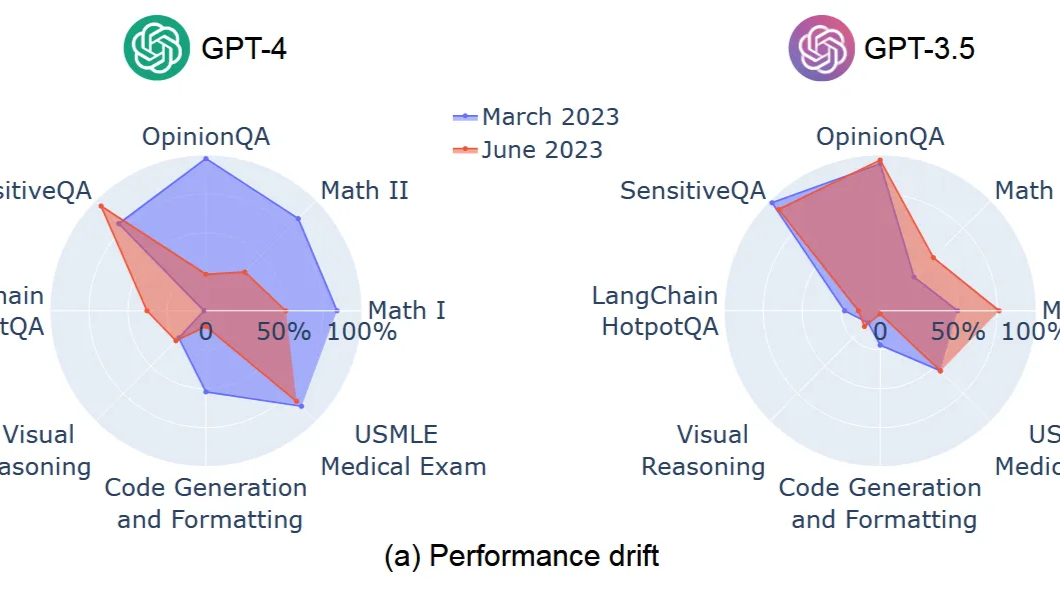 GPT-4
GPT-3.5
March 2023
June 2023
OpinionQA
sitiveQA
Math II
hain
tQA
Math I
0
50%
100%
Visual
asoning
USMLE
Medical Exam
Code Generation
and Formatting
OpinionQA
SensitiveQA
Math
LangChain
HotpotQA
M
0
50%
100%
Visual
Reasoning
US
Medic
Code Generation
and Formatting
(a) Performance drift